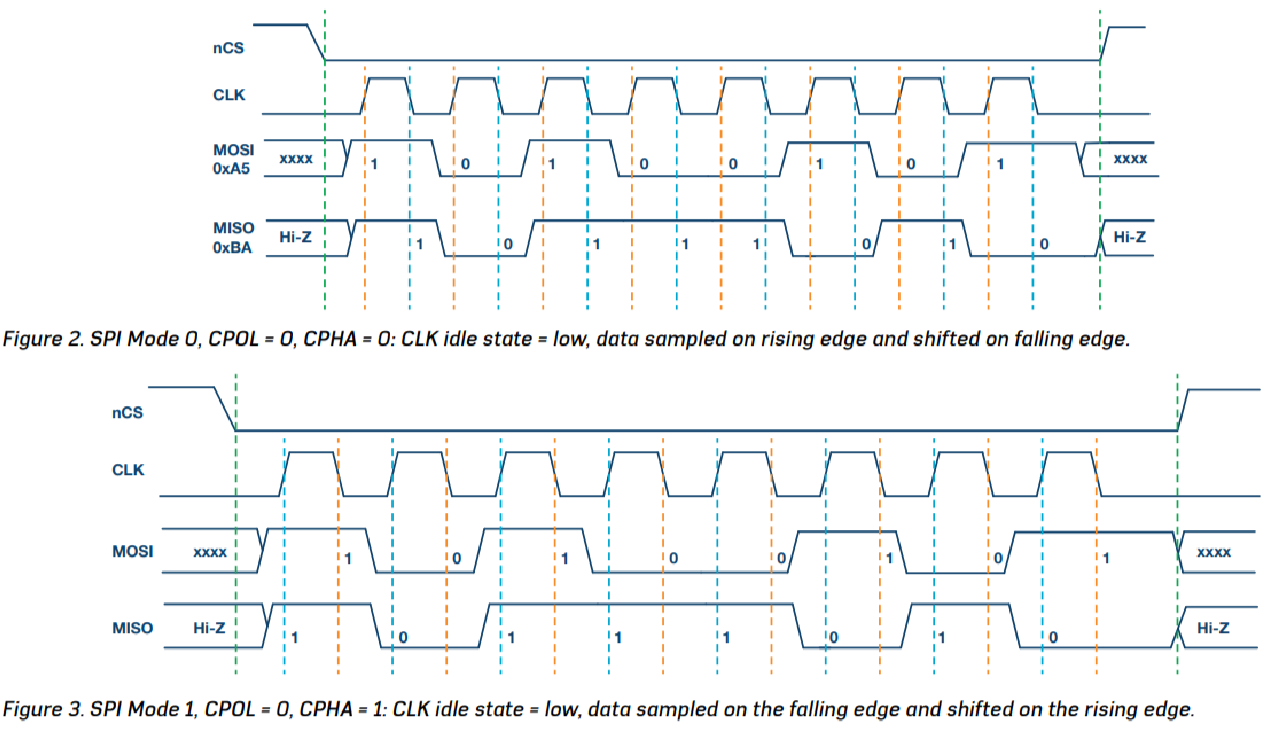 nCS
CLK
MOSI
0xA5
xxxx 1 0 1 0 0 1 0 1 xxxx
MISO
0xBA
Hi-Z 1 0 1 1 1 0 1 0 Hi-Z
Figure 2. SPI Mode 0, CPOL = 0, CPHA = 0: CLK idle state = low, data sampled on rising edge and shifted on falling edge.
nCS
CLK
MOSI xxxx 1 0 1 0 0 1 0 1 xxxx
MISO Hi-Z 1 0 1 1 1 0 1 0 Hi-Z
Figure 3. SPI Mode 1, CPOL = 0, CPHA = 1: CLK idle state = low, data sampled on the falling edge and shifted on the rising edge.